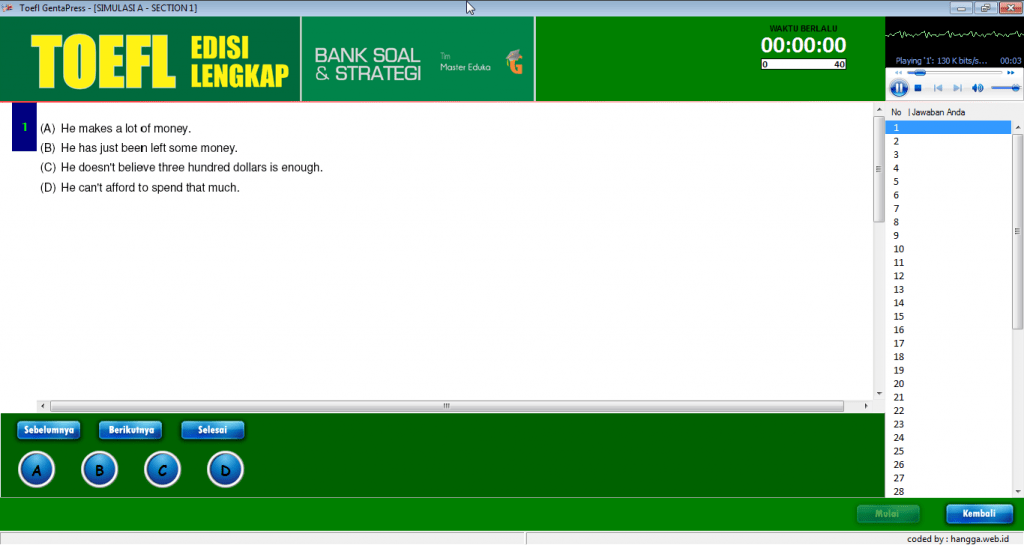 Toefl GentaPress - [SIMULASI A - SECTION 1]
TOEFL EDISI LENGKAP
BANK SOAL & STRATEGI
Tim
Master Eduka
G
WAKTU BERLALU
00:00:00
0 40
Playing '1': 130 K bits/s... 00:03
1
(A) He makes a lot of money.
(B) He has just been left some money.
(C) He doesn't believe three hundred dollars is enough.
(D) He can't afford to spend that much.
No Jawaban Anda
1
2
3
4
5
6
7
8
9
10
11
12
13
14
15
16
17
18
19
20
21
22
23
24
25
26
27
28
Sebelumnya Berikutnya Selesai
A B C D
Mulai Kembali
coded by : hangga.web.id